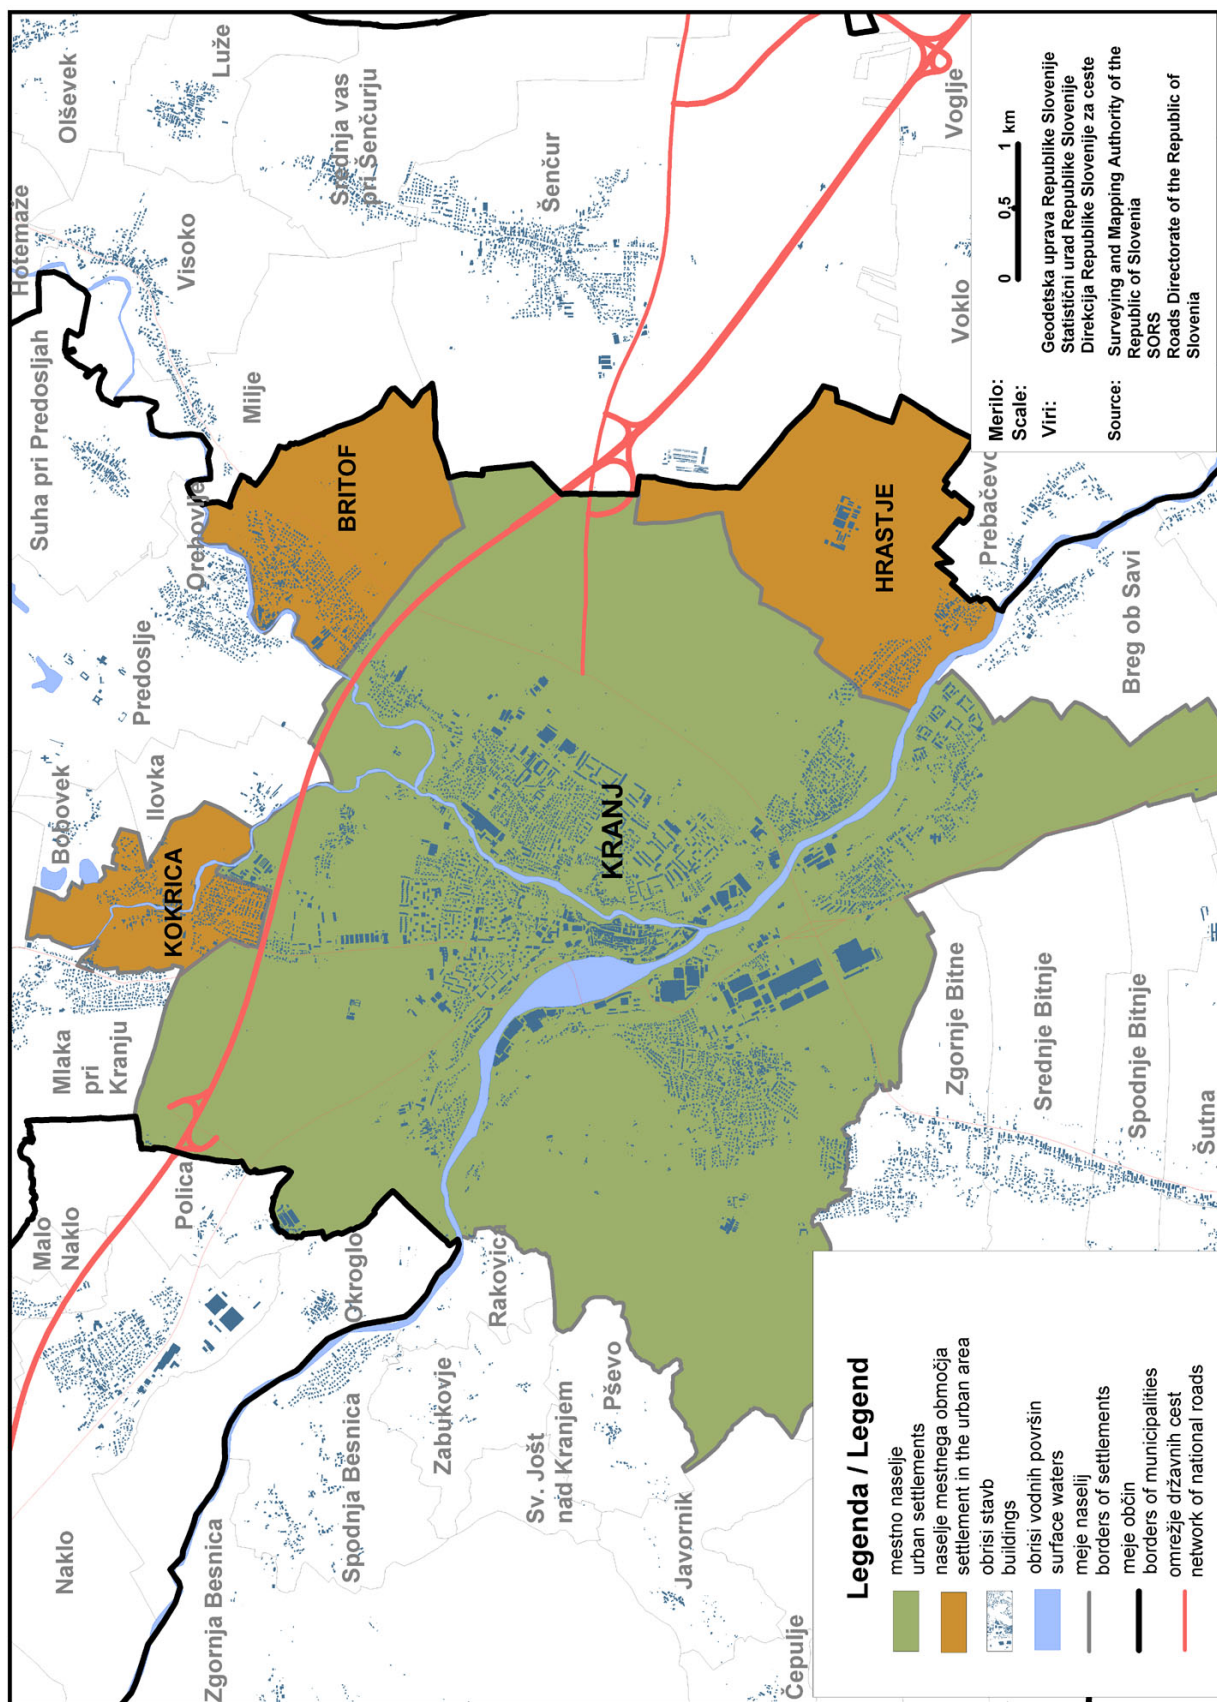 Naklo
Malo
Naklo
Polica
Mlaka
pri
Kranju
Bobovek
Ilovka
Predoslje
Suha pri Predosljah
Orehovlje
Hotemaže
Olševek
Luže
Visoko
Milje
Srednja vas
pri Šenčurju
Šenčur
KOKRICA
BRITOF
KRANJ
HRASTJE
Zgornja Besnica
Spodnja Besnica
Okroglo
Zabukovje
Rakovica
Sv. Jošt
nad Kranjem
Pševo
Javornik
Čepulje
Zgornje Bitne
Srednje Bitnje
Spodnje Bitnje
Šutna
Breg ob Savi
Prebačevo
Voklo
Voglje
Legenda / Legend
mestno naselje
urban settlements
naselje mestnega območja
settlement in the urban area
obrisi stavb
buildings
obrisi vodnih površin
surface waters
meje naselij
borders of settlements
meje občin
borders of municipalities
omrežje državnih cest
network of national roads
Merilo:
Scale:
0 0,5 1 km
Viri:
Geodetska uprava Republike Slovenije
Statistični urad Republike Slovenije
Direkcija Republike Slovenije za ceste
Source:
Surveying and Mapping Authority of the
Republic of Slovenia
SORS
Roads Directorate of the Republic of
Slovenia